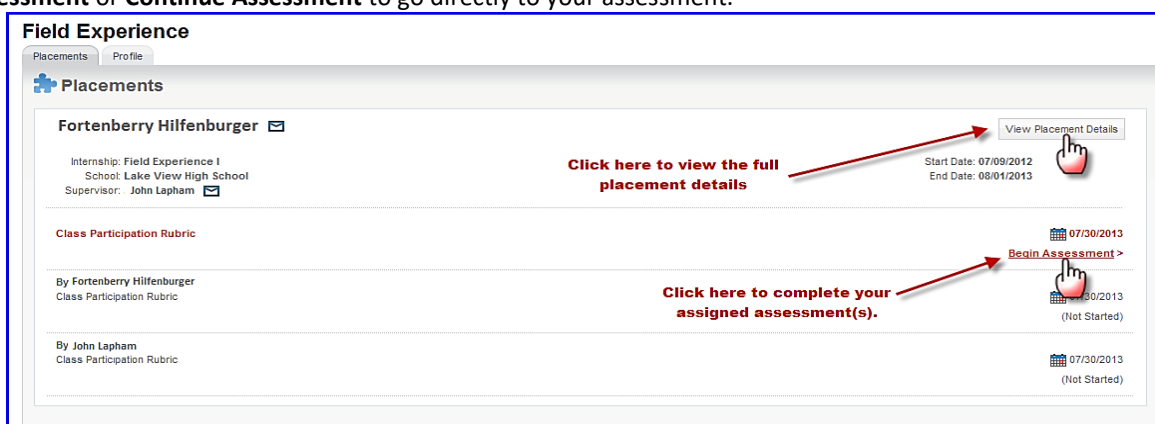 essment or Continue Assessment to go directly to your assessment.
Field Experience
Placements Profile
Placements
Fortenberry Hilfenburger
View Placement Details
Internship: Field Experience I
School: Lake View High School
Supervisor: John Lapham
Click here to view the full
placement details
Start Date: 07/09/2012
End Date: 08/01/2013
Class Participation Rubric
07/30/2013
Begin Assessment >
By Fortenberry Hilfenburger
Class Participation Rubric
Click here to complete your
assigned assessment(s).
30/2013
(Not Started)
By John Lapham
Class Participation Rubric
07/30/2013
(Not Started)